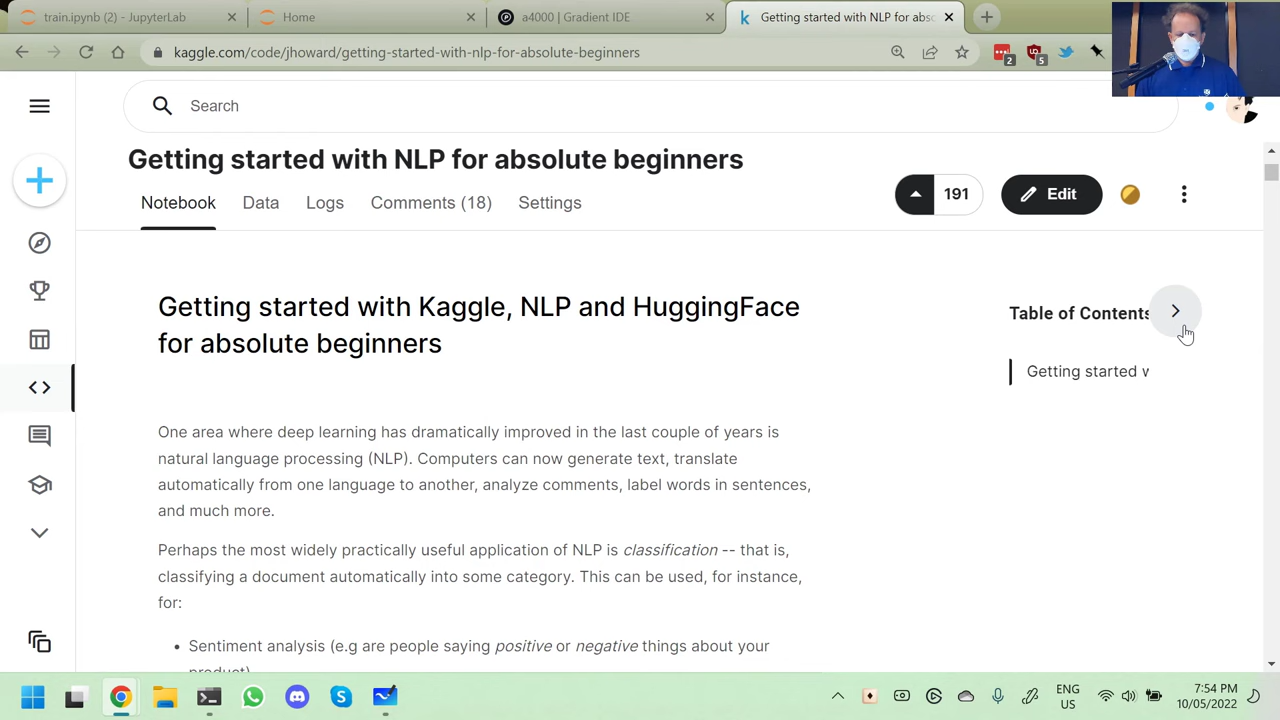 train.ipynb (2) - JupyterLab
Home
a4000 | Gradient IDE
Getting started with NLP for abso
kaggle.com/code/jhoward/getting-started-with-nlp-for-absolute-beginners
2
5
Search
Getting started with NLP for absolute beginners
Notebook
Data
Logs
Comments (18)
Settings
191
Edit
Getting started with Kaggle, NLP and HuggingFace
for absolute beginners
Table of Contents
Getting started w
One area where deep learning has dramatically improved in the last couple of years is
natural language processing (NLP). Computers can now generate text, translate
automatically from one language to another, analyze comments, label words in sentences,
and much more.
Perhaps the most widely practically useful application of NLP is classification -- that is,
classifying a document automatically into some category. This can be used, for instance,
for:
• Sentiment analysis (e.g are people saying positive or negative things about your
product)
ENG
US
7:54 PM
10/05/2022